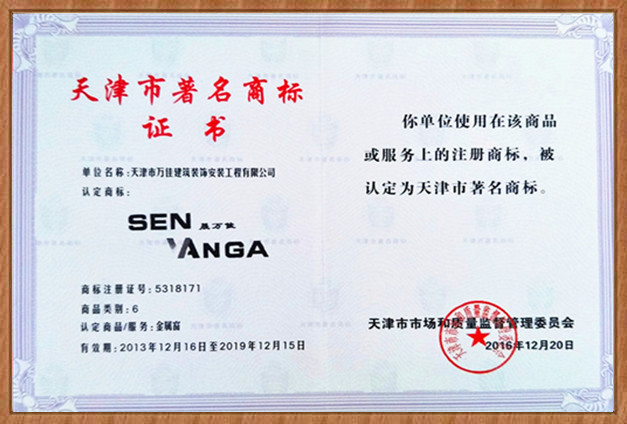 天津市著名商标
证书
单位名称：天津市万佳建筑装饰安装工程有限公司
认定商标：
SEN
YANGA
商标注册证号：5318171
商品类别：6
认定商品/服务：金属窗
有效期：2013年12月16日至2019年12月15日
你单位使用在该商品
或服务上的注册商标，被
认定为天津市著名商标。
天津市市场和质量监督管理委员会
2016年12月20日